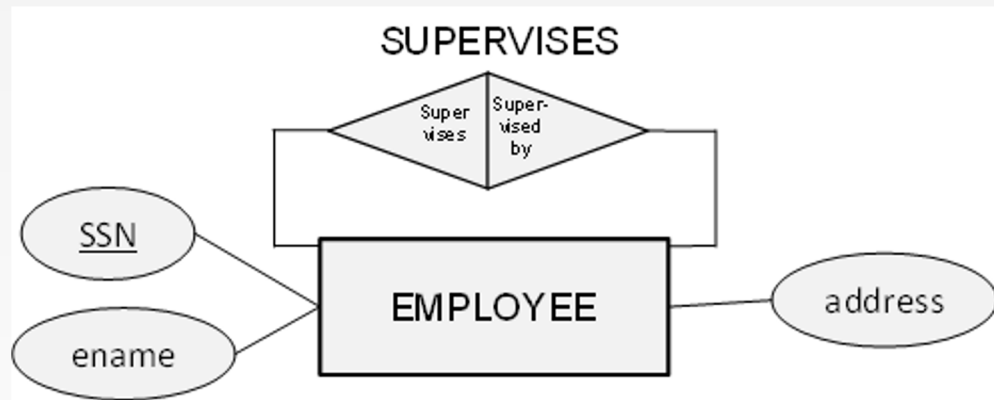 SUPERVISES
Super
vises
Super-
vised
by
SSN
ename
EMPLOYEE
address